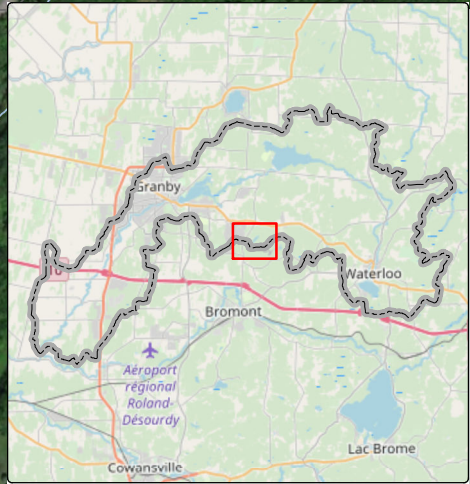 Granby
Waterloo
Bromont
Aéroport
régional
Roland-
Désourdy
Lac Brome
Cowansville